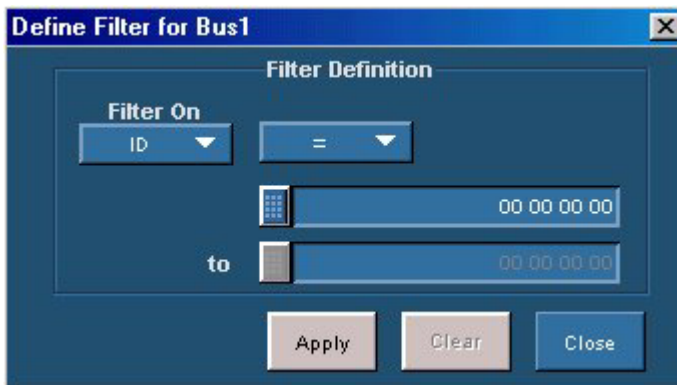 Define Filter for Bus1
Filter Definition
Filter On
ID
=
00 00 00 00
to
00 00 00 00
Apply
Clear
Close